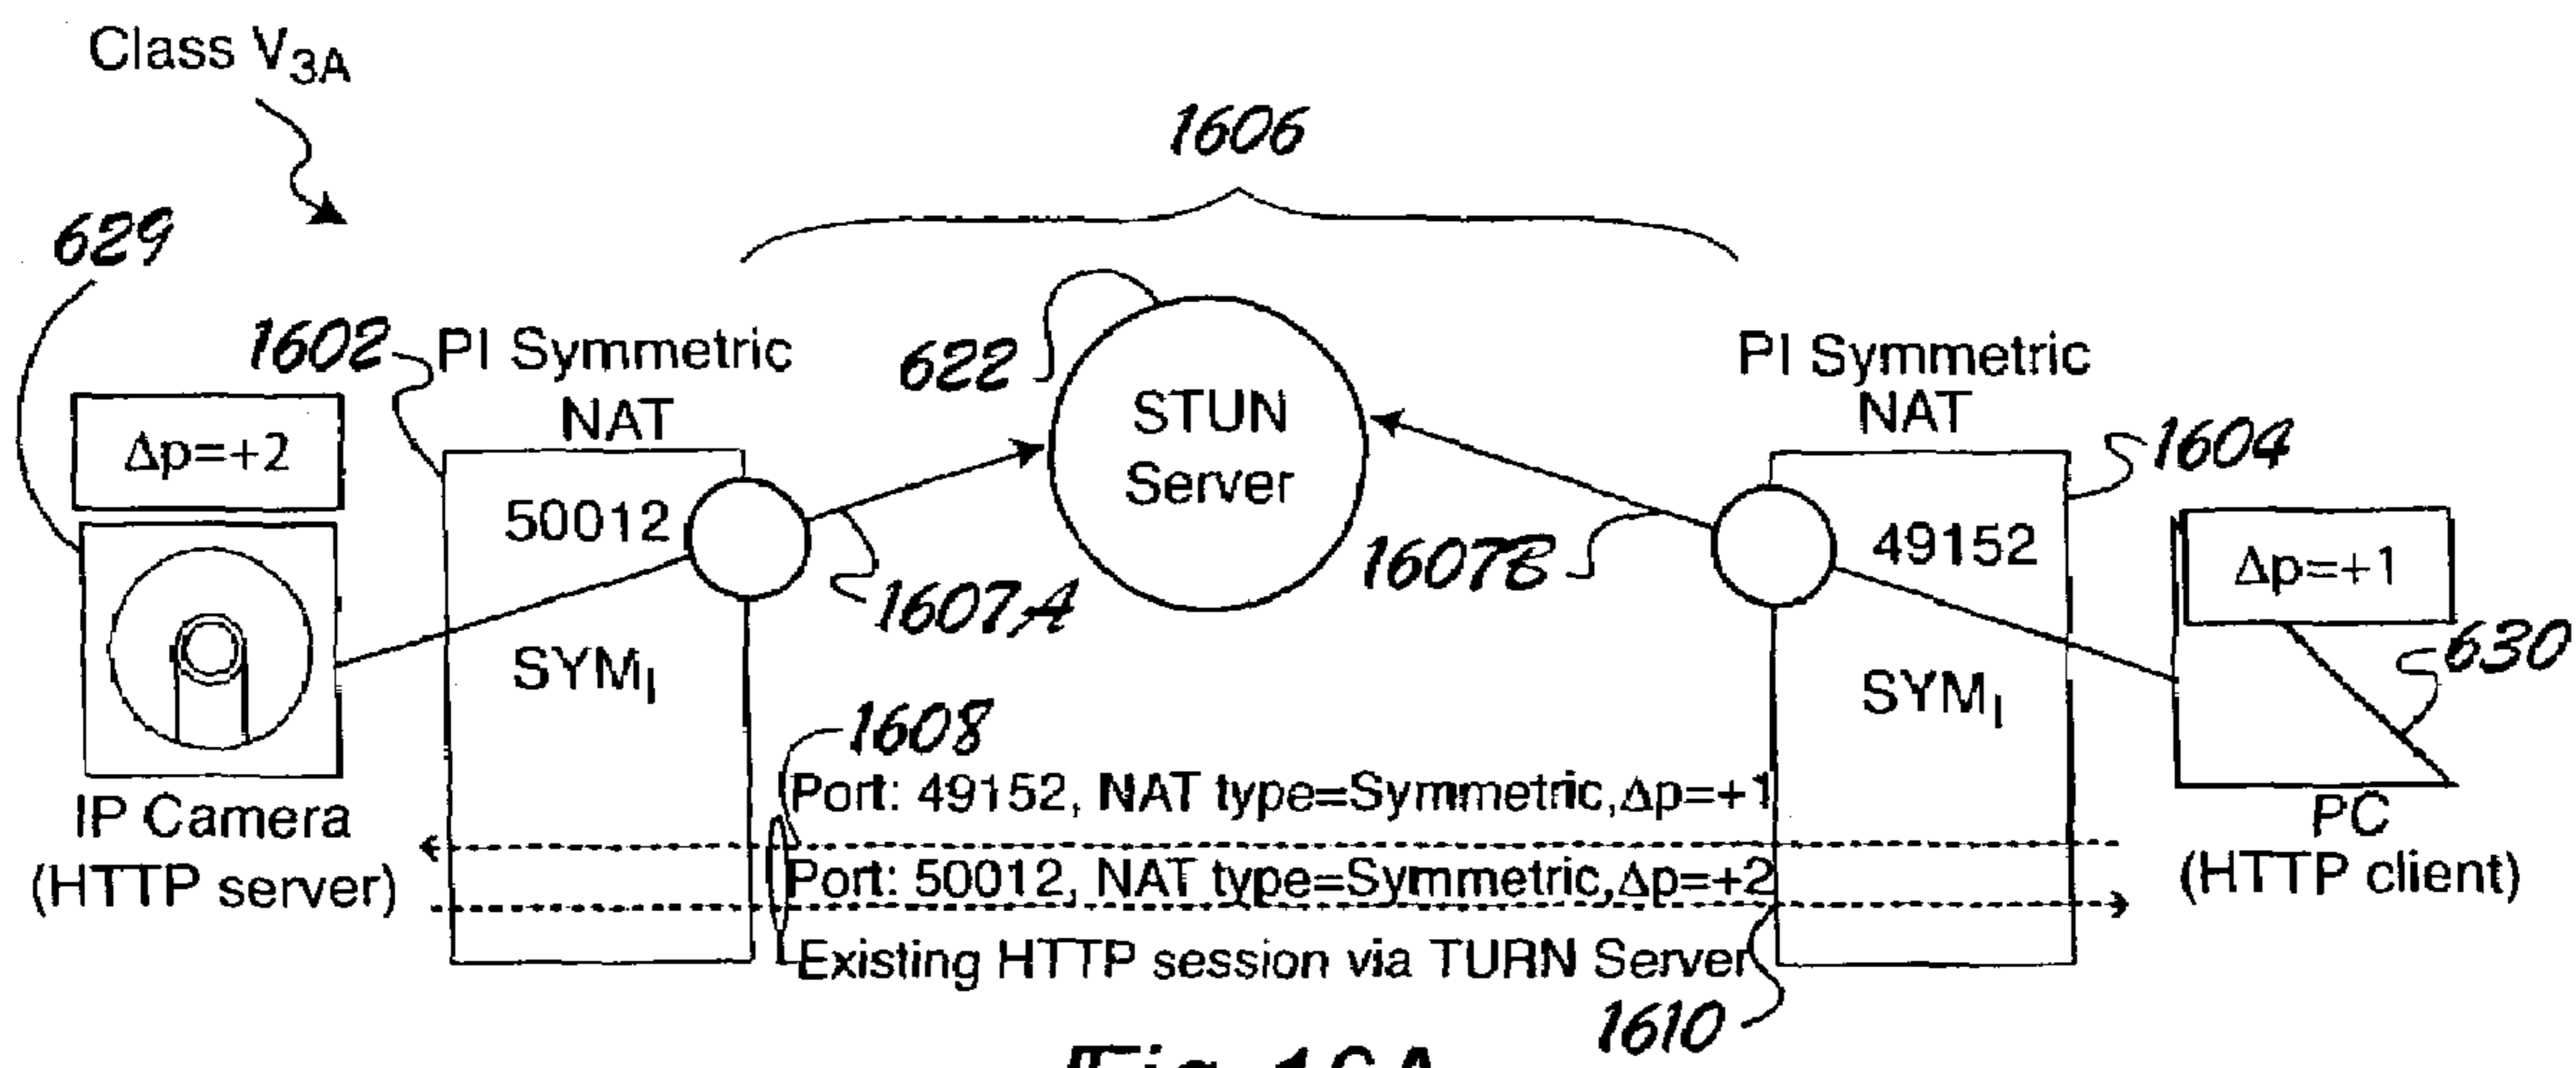 Class V3A
1606
629
1602
PI Symmetric
NAT
622
STUN
Server
PI Symmetric
NAT
1604
Δp=+2
50012
1607A
1607B
49152
Δp=+1
630
SYMI
SYMI
1608
Port: 49152, NAT type=Symmetric,Δp=+1
IP Camera
(HTTP server)
PC
(HTTP client)
Port: 50012, NAT type=Symmetric,Δp=+2
Existing HTTP session via TURN Server
1610